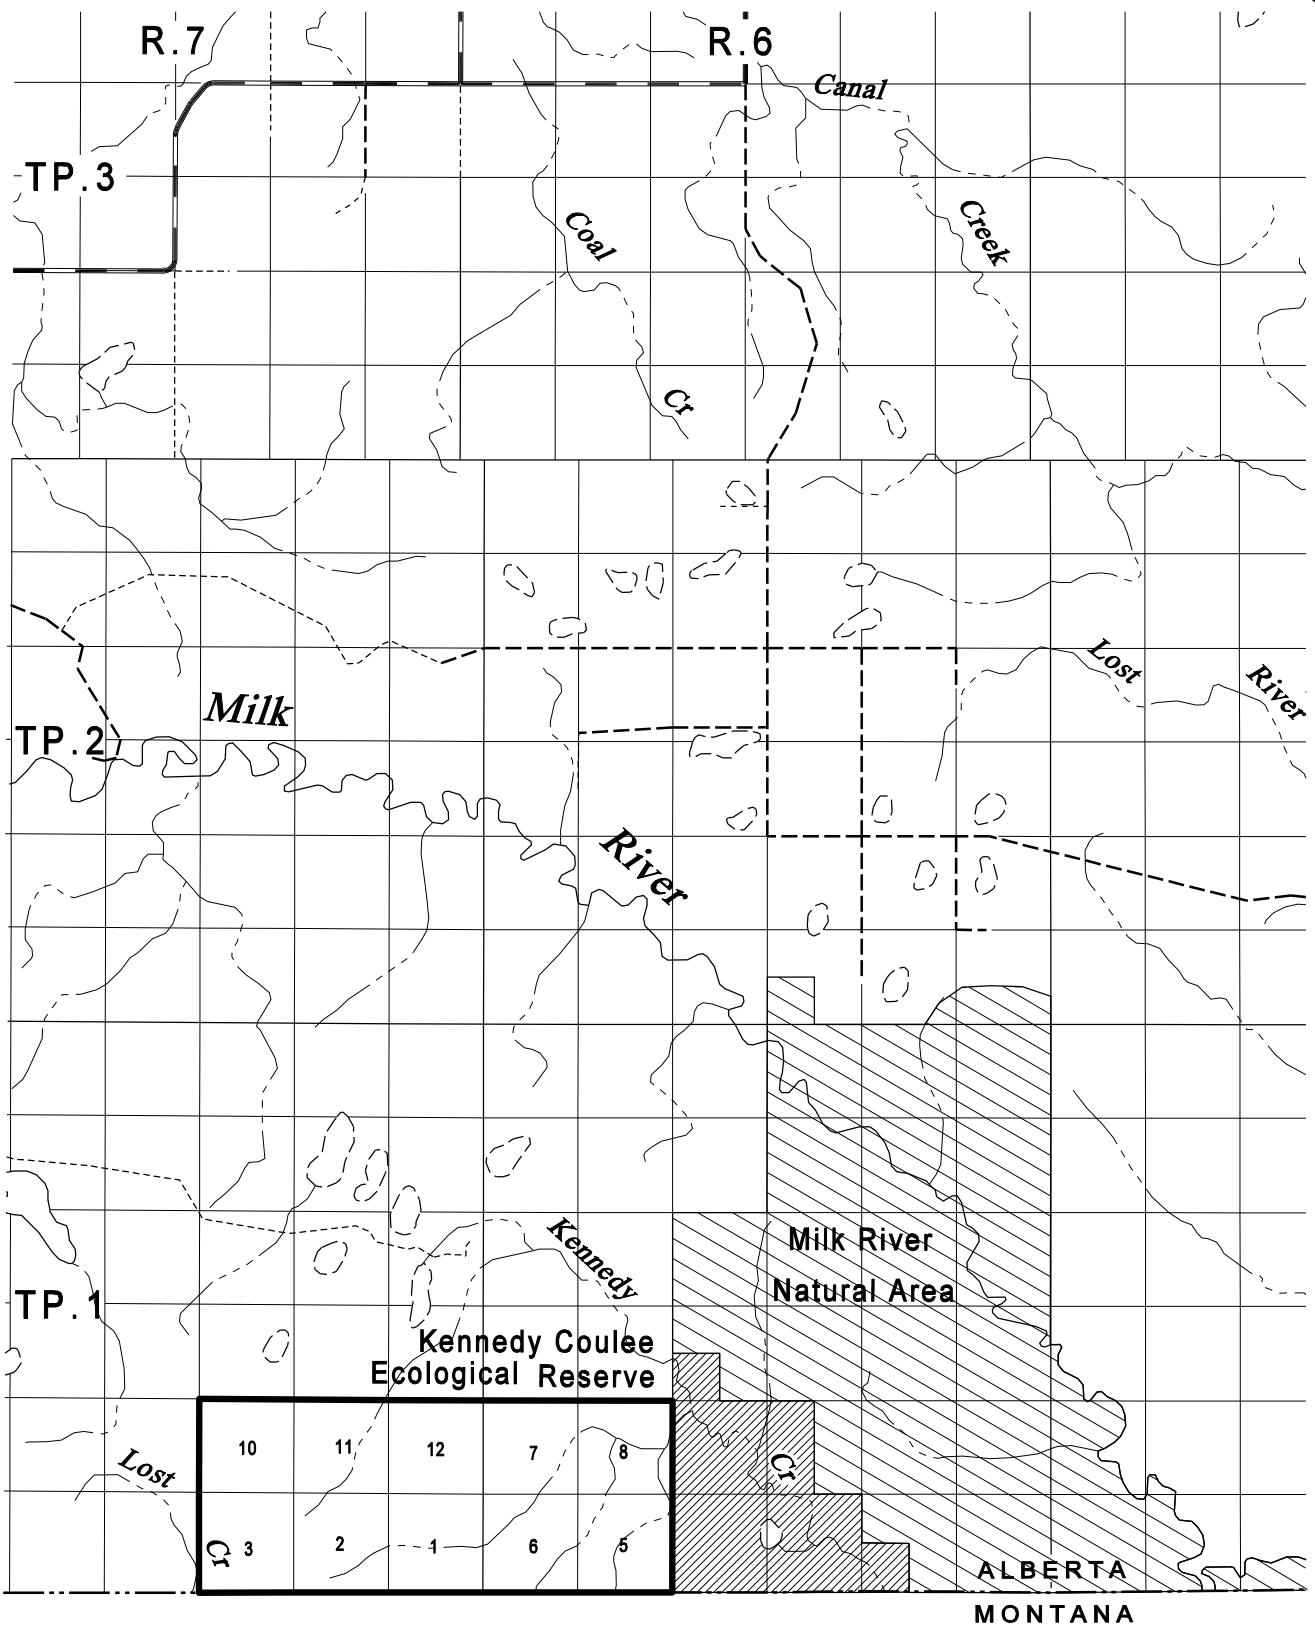 R.7
R.6
Canal
TP.3
Coal
Creek
Cr
Lost
River
Milk
TP.2
River
Kennedy
Milk River
Natural Area
TP.1
Kennedy Coulee
Ecological Reserve
10 11 12 7 8
Lost
Cr
Cr 3 2 1 6 5
ALBERTA
MONTANA